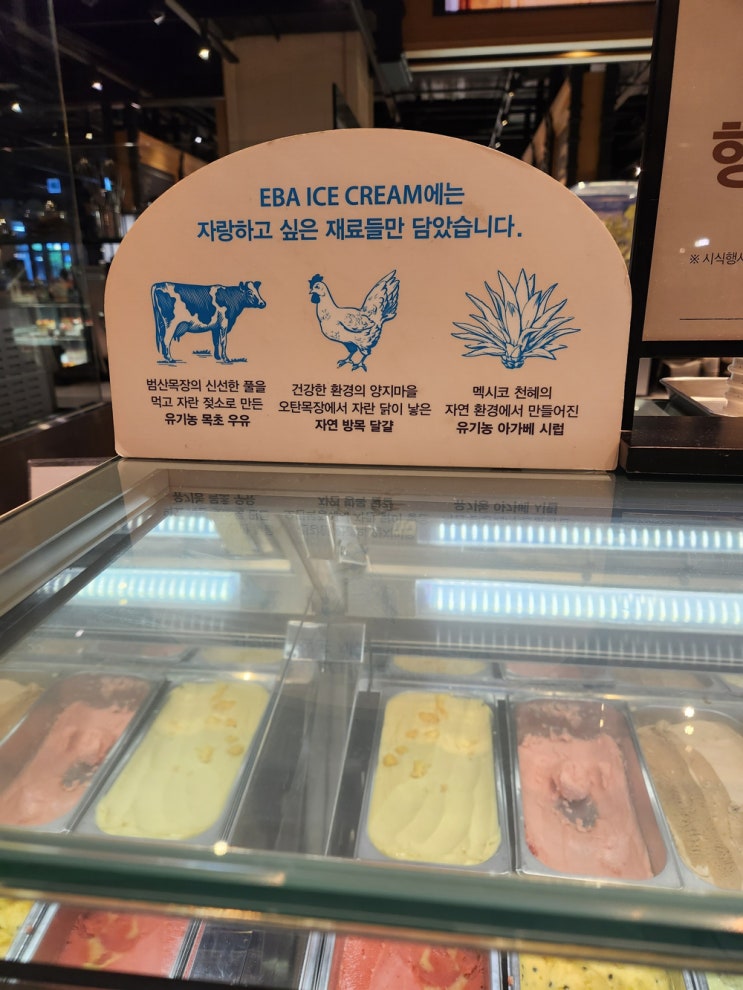 EBA ICE CREAM에는
자랑하고 싶은 재료들만 담았습니다.
범산목장의 신선한 풀을
먹고 자란 젖소로 만든
유기농 목초 우유
건강한 환경의 양지마을
오탄목장에서 자란 닭이 낳은
자연 방목 달걀
멕시코 천혜의
자연 환경에서 만들어진
유기농 아가베 시럽
※ 시식행사